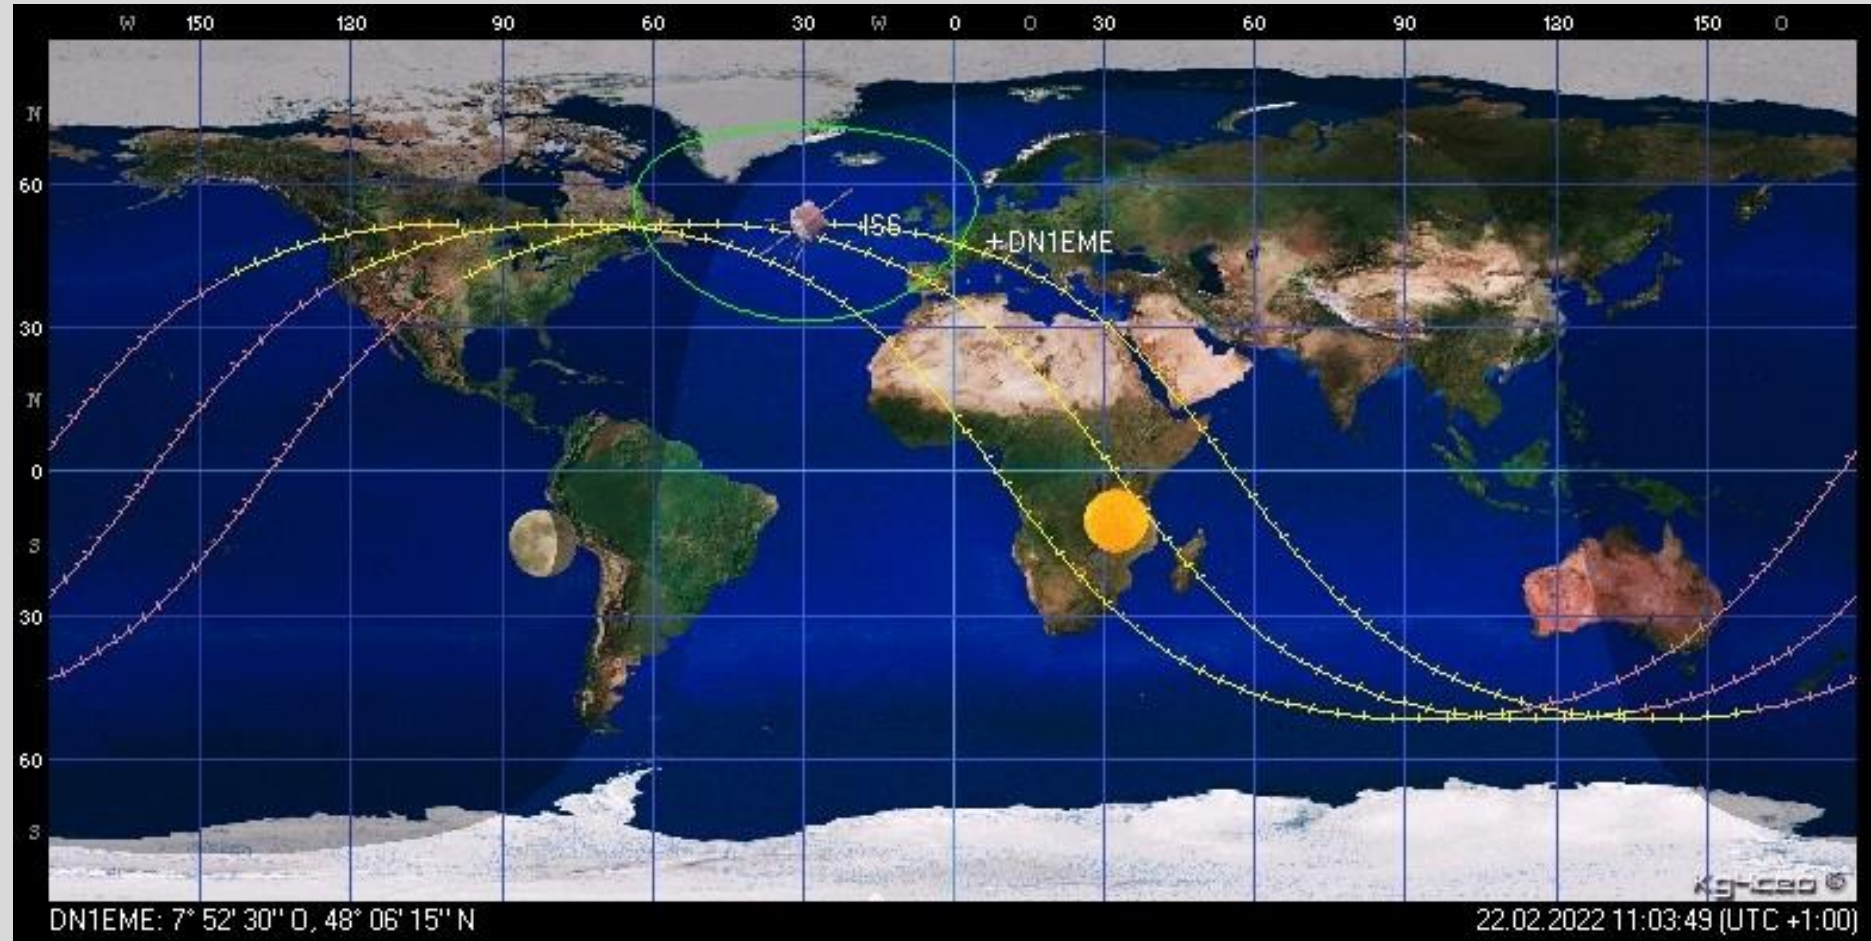 W 150 120 90 60 30 W 0 O 30 60 90 120 150 O
N
60
30
N
0
S
30
60
S
ISS
+DN1EME
DN1EME: 7° 52' 30'' O, 48° 06' 15'' N
22.02.2022 11:03:49 (UTC +1:00)